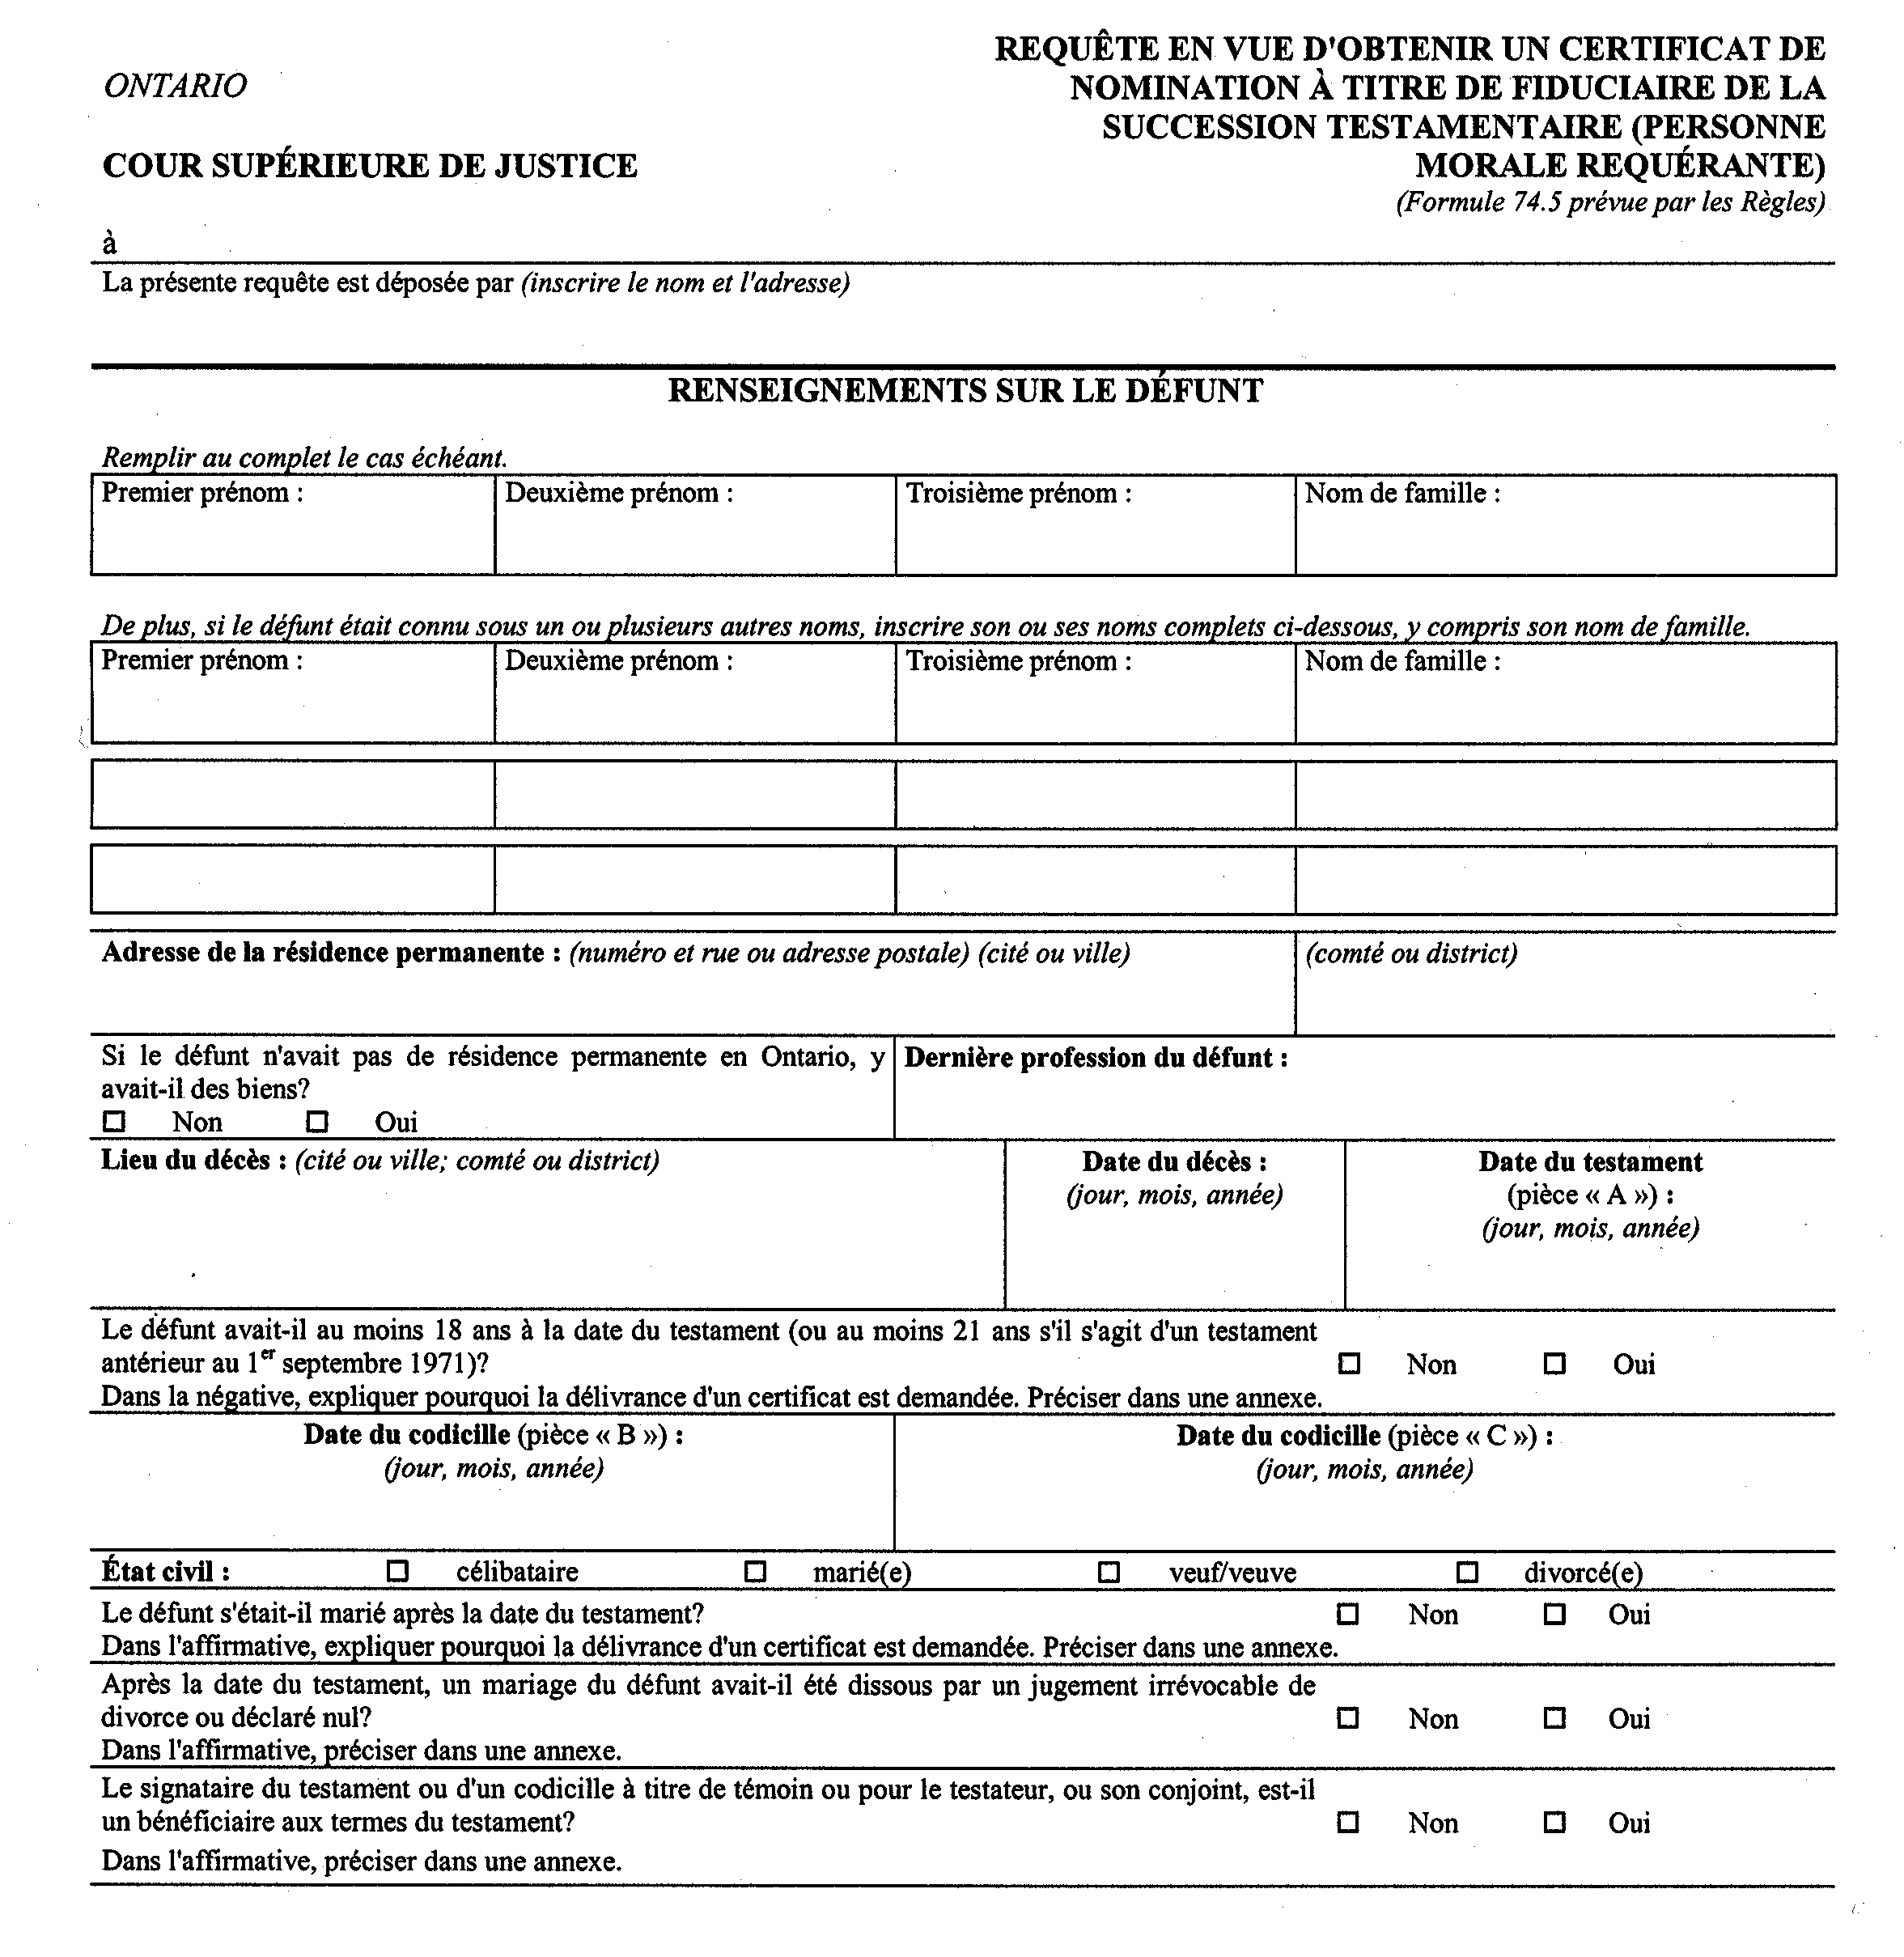 ONTARIO
COUR SUPÉRIEURE DE JUSTICE
REQUÊTE EN VUE D'OBTENIR UN CERTIFICAT DE
NOMINATION À TITRE DE FIDUCIAIRE DE LA
SUCCESSION TESTAMENTAIRE (PERSONNE
MORALE REQUÉRANTE)
(Formule 74.5 prévue par les Règles)
à
La présente requête est déposée par (inscrire le nom et l'adresse)
RENSEIGNEMENTS SUR LE DÉFUNT
Remplir au complet le cas échéant.
Premier prénom : Deuxième prénom : Troisième prénom : Nom de famille :
De plus, si le défunt était connu sous un ou plusieurs autres noms, inscrire son ou ses noms complets ci-dessous, y compris son nom de famille.
Premier prénom : Deuxième prénom : Troisième prénom : Nom de famille :
Adresse de la résidence permanente : (numéro et rue ou adresse postale) (cité ou ville) (comté ou district)
Si le défunt n'avait pas de résidence permanente en Ontario, y
avait-il des biens?
☐ Non ☐ Oui
Dernière profession du défunt :
Lieu du décès : (cité ou ville; comté ou district)
Date du décès :
(jour, mois, année)
Date du testament
(pièce « A ») :
(jour, mois, année)
Le défunt avait-il au moins 18 ans à la date du testament (ou au moins 21 ans s'il s'agit d'un testament
antérieur au 1er septembre 1971)? ☐ Non ☐ Oui
Dans la négative, expliquer pourquoi la délivrance d'un certificat est demandée. Préciser dans une annexe.
Date du codicille (pièce « B ») :
(jour, mois, année)
Date du codicille (pièce « C ») :
(jour, mois, année)
État civil : ☐ célibataire ☐ marié(e) ☐ veuf/veuve ☐ divorcé(e)
Le défunt s'était-il marié après la date du testament? ☐ Non ☐ Oui
Dans l'affirmative, expliquer pourquoi la délivrance d'un certificat est demandée. Préciser dans une annexe.
Après la date du testament, un mariage du défunt avait-il été dissous par un jugement irrévocable de
divorce ou déclaré nul? ☐ Non ☐ Oui
Dans l'affirmative, préciser dans une annexe.
Le signataire du testament ou d'un codicille à titre de témoin ou pour le testateur, ou son conjoint, est-il
un bénéficiaire aux termes du testament? ☐ Non ☐ Oui
Dans l'affirmative, préciser dans une annexe.